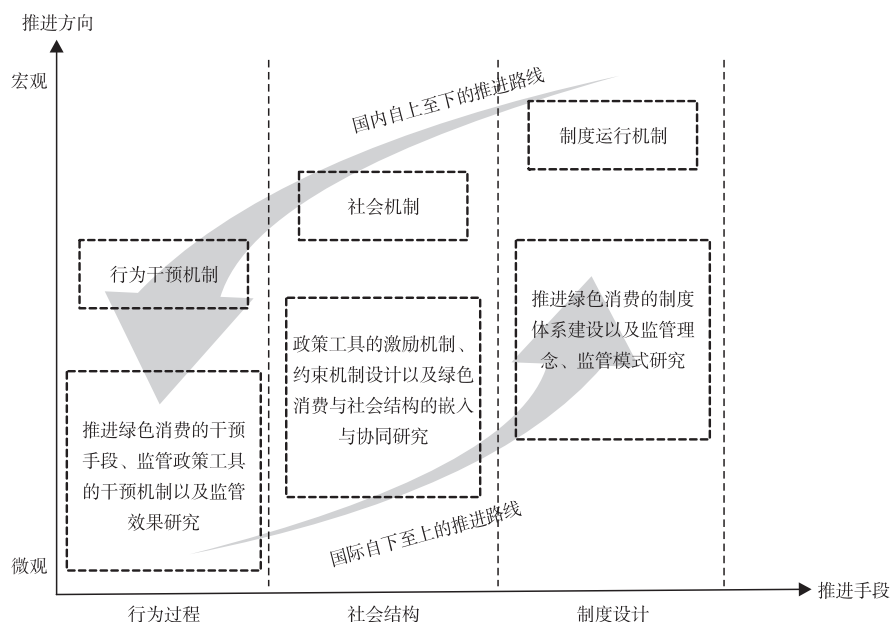 推进方向
宏观
国内自上至下的推进路线
制度运行机制
社会机制
行为干预机制
推进绿色消费的制度
体系建设以及监管理
念、监管模式研究
政策工具的激励机制、
约束机制设计以及绿色
消费与社会结构的嵌入
与协同研究
推进绿色消费的干预
手段、监管政策工具
的干预机制以及监管
效果研究
国际自下至上的推进路线
微观
推进手段
行为过程
社会结构
制度设计